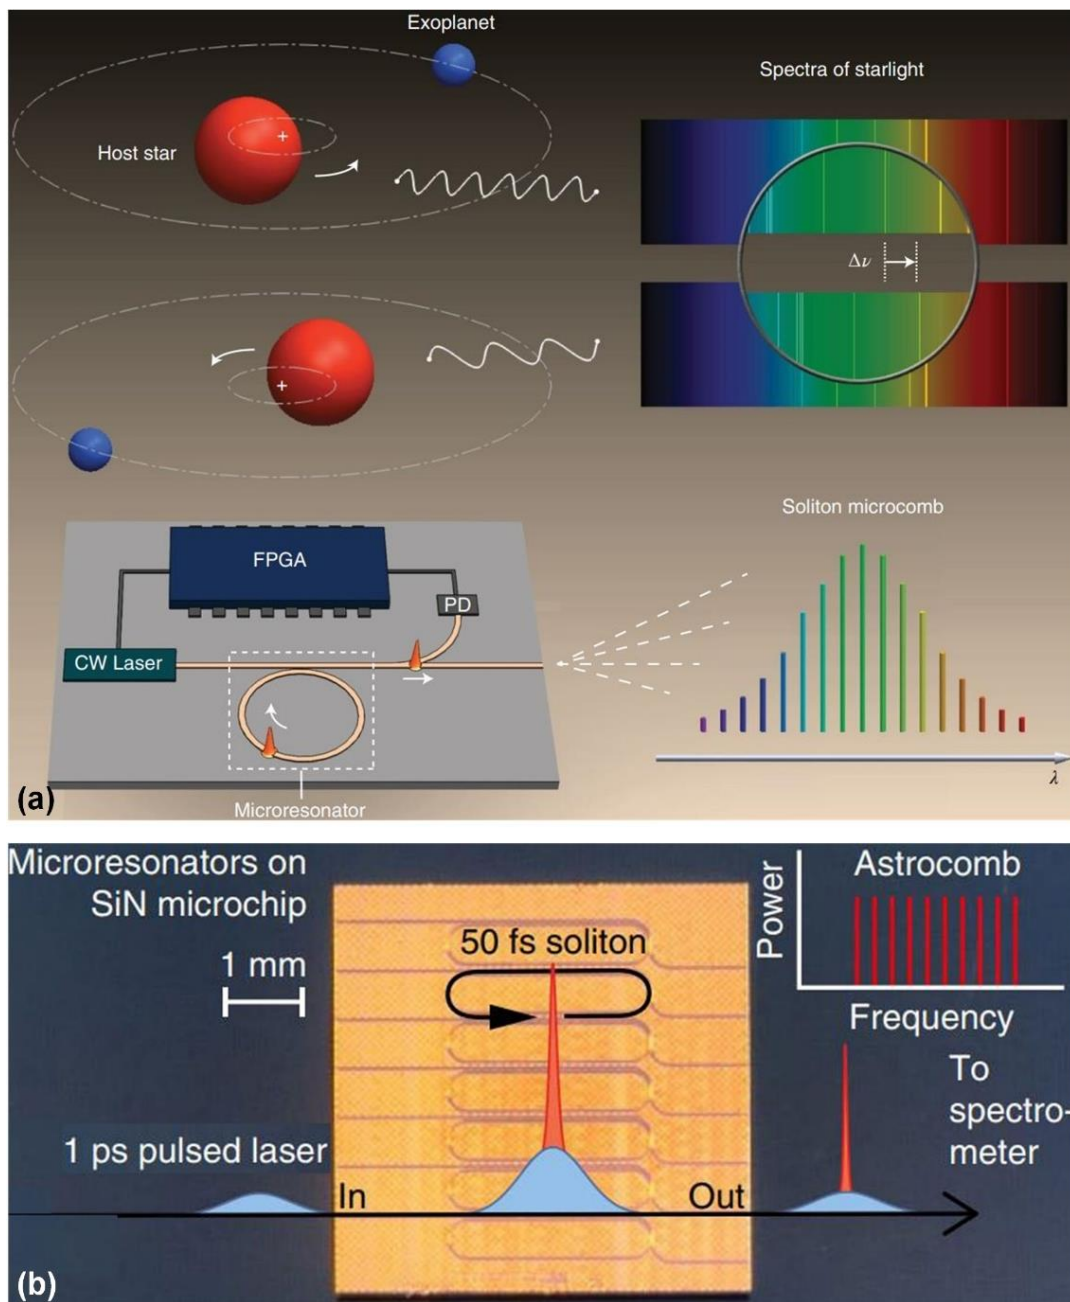 Exoplanet
Spectra of starlight
Host star
+
Δν
+
Soliton microcomb
FPGA
PD
CW Laser
λ
(a)
Microresonator
Microresonators on
SiN microchip
1 mm
50 fs soliton
Power
Astrocomb
Frequency
To
spectro-
meter
1 ps pulsed laser
In
Out
(b)